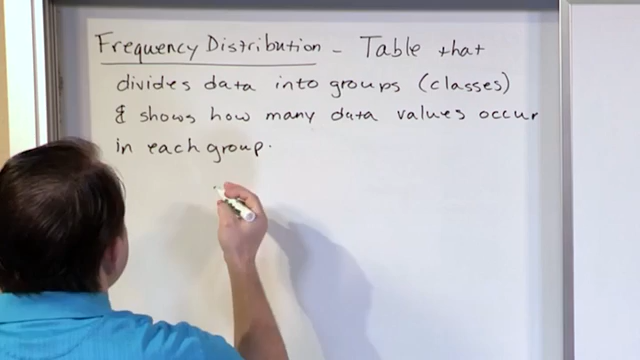 Frequency Distribution - Table that
divides data into groups (classes)
& shows how many data values occur
in each group.